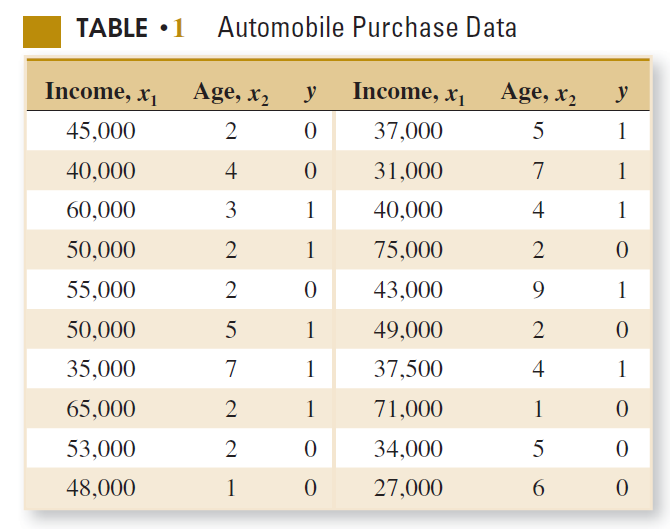 TABLE •1 Automobile Purchase Data
Income, x₁ Age, x₂ y Income, x₁ Age, x₂ y
45,000 2 0 37,000 5 1
40,000 4 0 31,000 7 1
60,000 3 1 40,000 4 1
50,000 2 1 75,000 2 0
55,000 2 0 43,000 9 1
50,000 5 1 49,000 2 0
35,000 7 1 37,500 4 1
65,000 2 1 71,000 1 0
53,000 2 0 34,000 5 0
48,000 1 0 27,000 6 0